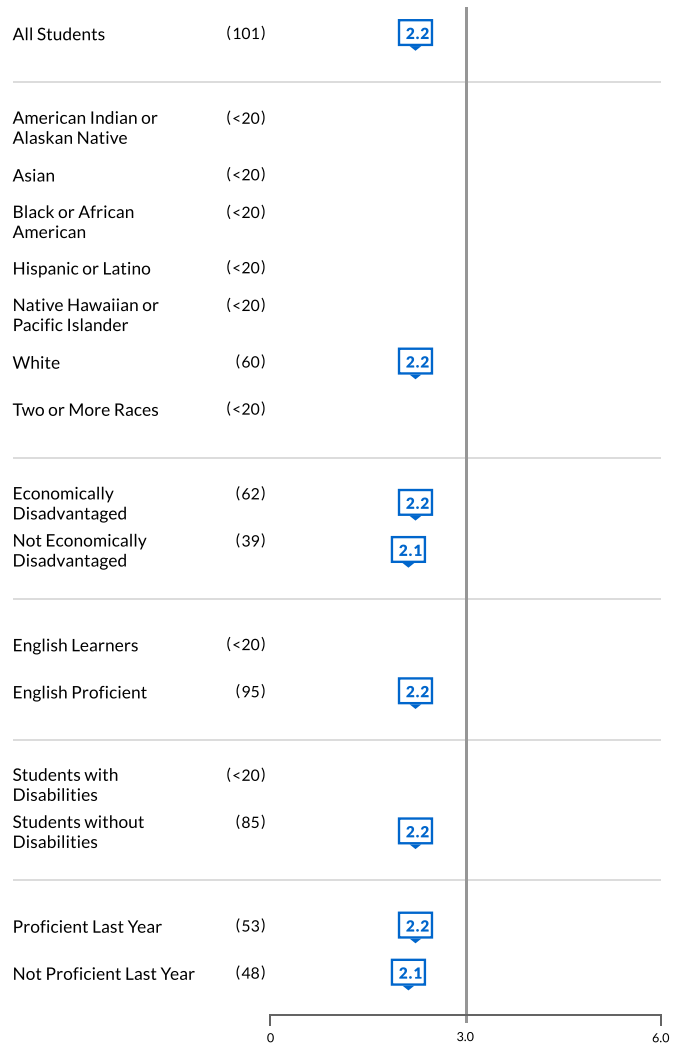 All Students (101) 2.2
American Indian or (<20)
Alaskan Native
Asian (<20)
Black or African (<20)
American
Hispanic or Latino (<20)
Native Hawaiian or (<20)
Pacific Islander
White (60) 2.2
Two or More Races (<20)
Economically (62) 2.2
Disadvantaged
Not Economically (39) 2.1
Disadvantaged
English Learners (<20)
English Proficient (95) 2.2
Students with (<20)
Disabilities
Students without (85) 2.2
Disabilities
Proficient Last Year (53) 2.2
Not Proficient Last Year (48) 2.1
0 3.0 6.0